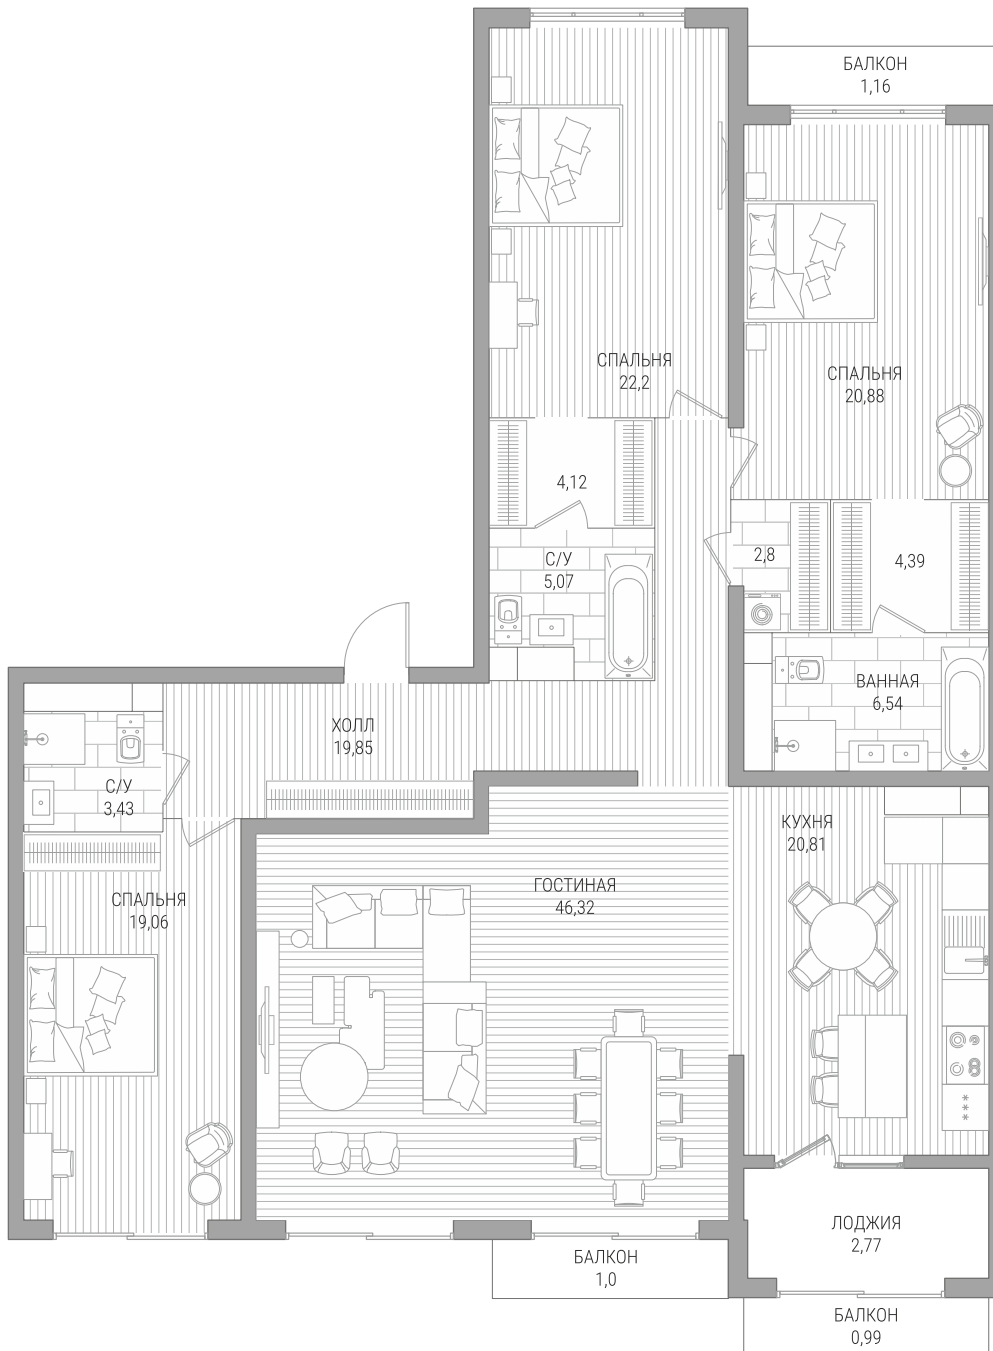 БАЛКОН
1,16
СПАЛЬНЯ
22,2
СПАЛЬНЯ
20,88
4,12
С/У
5,07
2,8
4,39
ВАННАЯ
6,54
ХОЛЛ
19,85
С/У
3,43
КУХНЯ
20,81
ГОСТИНАЯ
46,32
СПАЛЬНЯ
19,06
ЛОДЖИЯ
2,77
БАЛКОН
1,0
БАЛКОН
0,99